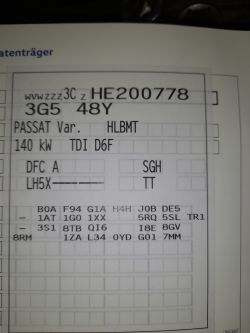 atenträger
WVWZZZ3C Z HE200778
3G5 48Y
PASSAT Var. HLBMT
140 kW TDI D6F
DFC A SGH
LH5X------- TT
B0A F94 G1A H4H J0B DE5
- 1AT 1G0 1XX 5RQ 5SL TR1
- 3S1 8TB QI6 I8E 8GV
8RM 1ZA L34 0YD G01 7MM